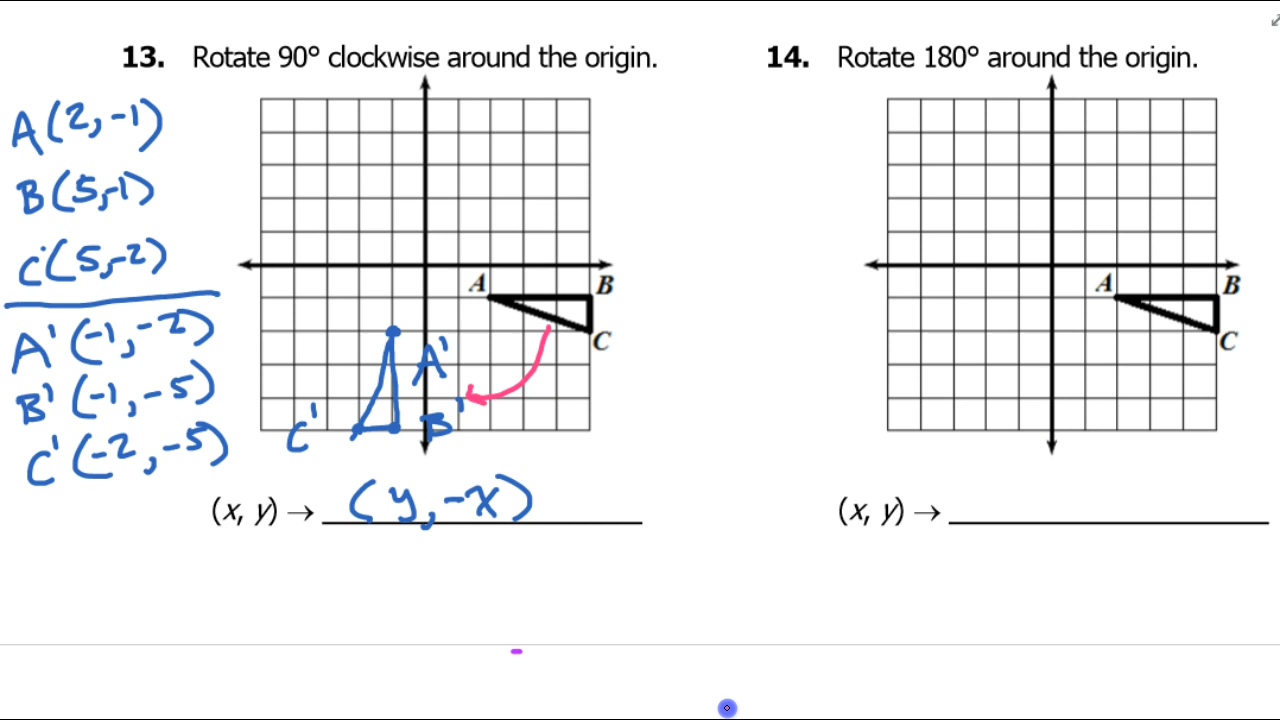 13. Rotate 90° clockwise around the origin.
A(2,-1)
B(5,-1)
C(5,-2)
A'(-1,-2)
B'(-1,-5)
C'(-2,-5)
A
B
C
A'
B'
C'
(x, y) → (y,-x)
14. Rotate 180° around the origin.
A
B
C
(x, y) →